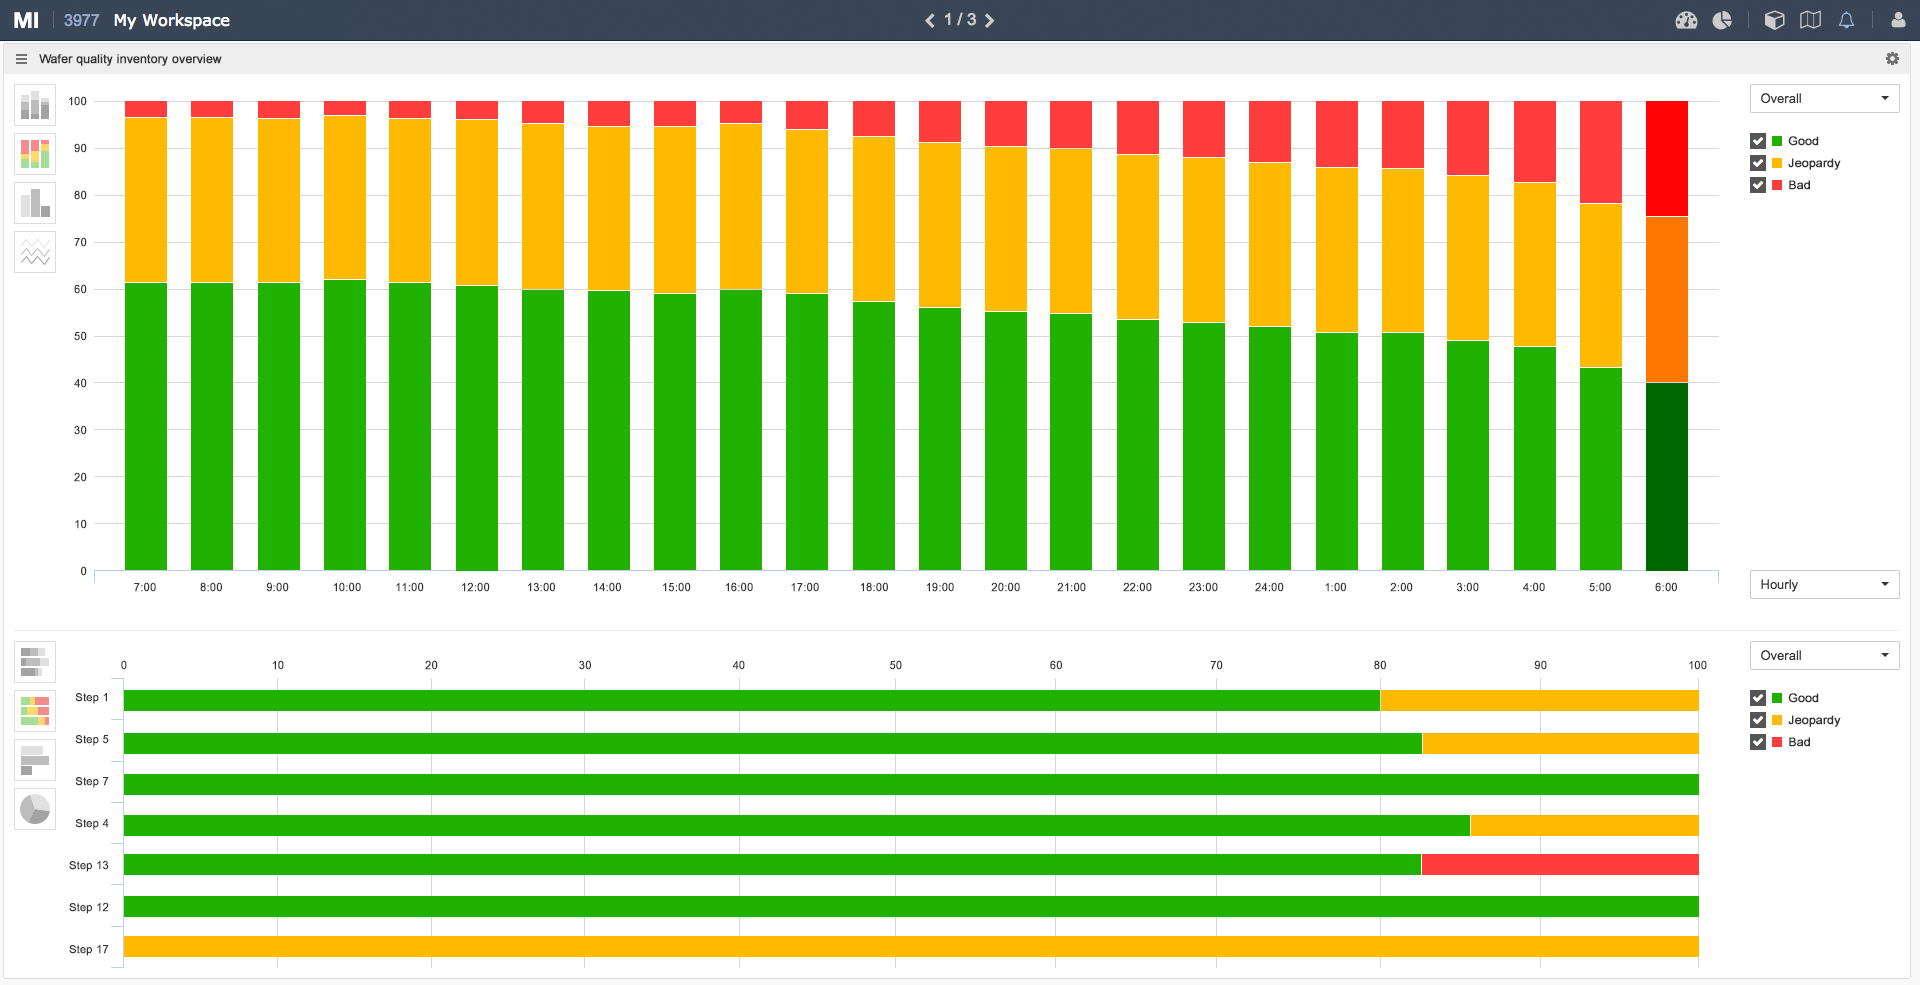 MI 3977 My Workspace 1 / 3
Wafer quality inventory overview
100
90
80
70
60
50
40
30
20
10
0
7:00 8:00 9:00 10:00 11:00 12:00 13:00 14:00 15:00 16:00 17:00 18:00 19:00 20:00 21:00 22:00 23:00 24:00 1:00 2:00 3:00 4:00 5:00 6:00
Overall
Good
Jeopardy
Bad
Hourly
0 10 20 30 40 50 60 70 80 90 100
Step 1
Step 5
Step 7
Step 4
Step 13
Step 12
Step 17
Overall
Good
Jeopardy
Bad